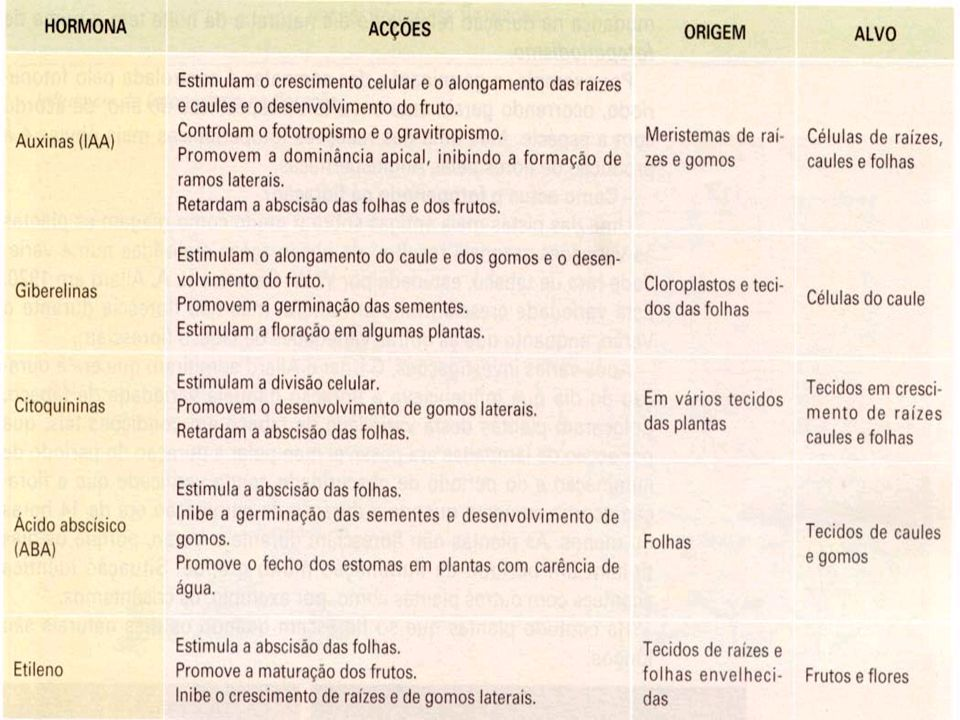 HORMONA ACÇÕES ORIGEM ALVO
Auxinas (IAA)
Estimulam o crescimento celular e o alongamento das raízes
e caules e o desenvolvimento do fruto.
Controlam o fototropismo e o gravitropismo.
Promovem a dominância apical, inibindo a formação de
ramos laterais.
Retardam a abscisão das folhas e dos frutos.
Meristemas de raí-
zes e gomos
Células de raízes,
caules e folhas
Giberelinas
Estimulam o alongamento do caule e dos gomos e o desen-
volvimento do fruto.
Promovem a germinação das sementes.
Estimulam a floração em algumas plantas.
Cloroplastos e teci-
dos das folhas
Células do caule
Citoquininas
Estimulam a divisão celular.
Promovem o desenvolvimento de gomos laterais.
Retardam a abscisão das folhas.
Em vários tecidos
das plantas
Tecidos em cresci-
mento de raízes
caules e folhas
Ácido abscísico
(ABA)
Estimula a abscisão das folhas.
Inibe a germinação das sementes e desenvolvimento de
gomos.
Promove o fecho dos estomas em plantas com carência de
água.
Folhas
Tecidos de caules
e gomos
Etileno
Estimula a abscisão das folhas.
Promove a maturação dos frutos.
Inibe o crescimento de raízes e de gomos laterais.
Tecidos de raízes e
folhas envelheci-
das
Frutos e flores